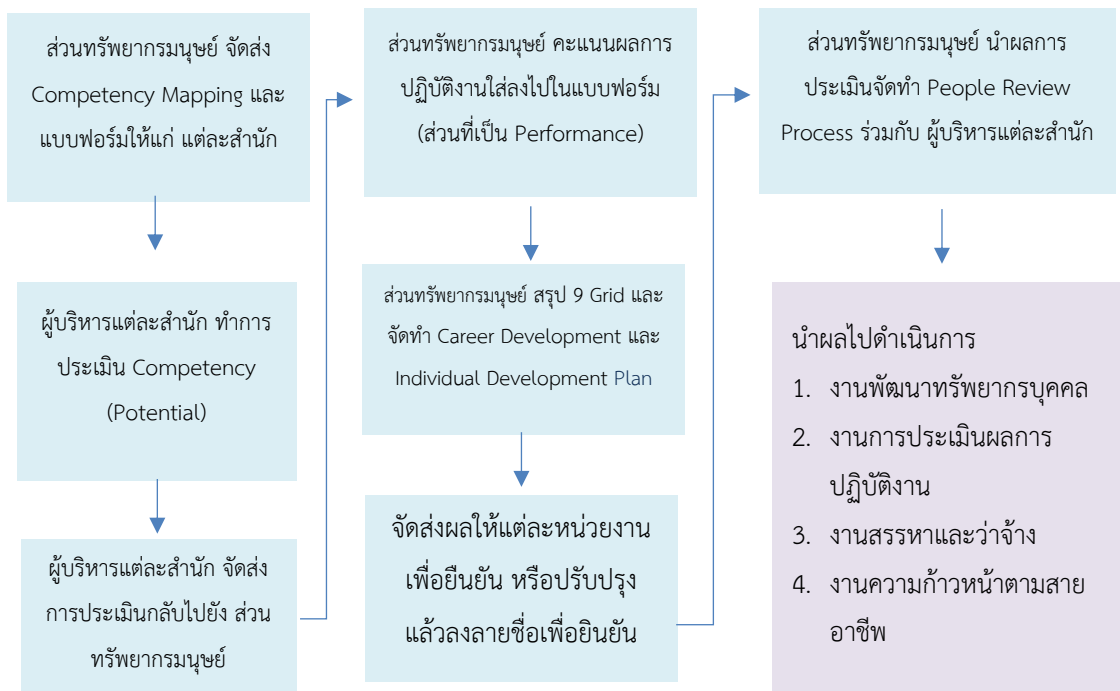 ส่วนทรัพยากรมนุษย์ จัดส่ง
Competency Mapping และ
แบบฟอร์มให้แก่ แต่ละสำนัก
ผู้บริหารแต่ละสำนัก ทำการ
ประเมิน Competency
(Potential)
ผู้บริหารแต่ละสำนัก จัดส่ง
การประเมินกลับไปยัง ส่วน
ทรัพยากรมนุษย์
ส่วนทรัพยากรมนุษย์ คะแนนผลการ
ปฏิบัติงานใส่ลงไปในแบบฟอร์ม
(ส่วนที่เป็น Performance)
ส่วนทรัพยากรมนุษย์ สรุป 9 Grid และ
จัดทำ Career Development และ
Individual Development Plan
จัดส่งผลให้แต่ละหน่วยงาน
เพื่อยืนยัน หรือปรับปรุง
แล้วลงลายชื่อเพื่อยินยัน
ส่วนทรัพยากรมนุษย์ นำผลการ
ประเมินจัดทำ People Review
Process ร่วมกับ ผู้บริหารแต่ละสำนัก
นำผลไปดำเนินการ
1. งานพัฒนาทรัพยากรบุคคล
2. งานการประเมินผลการ
ปฏิบัติงาน
3. งานสรรหาและว่าจ้าง
4. งานความก้าวหน้าตามสาย
อาชีพ